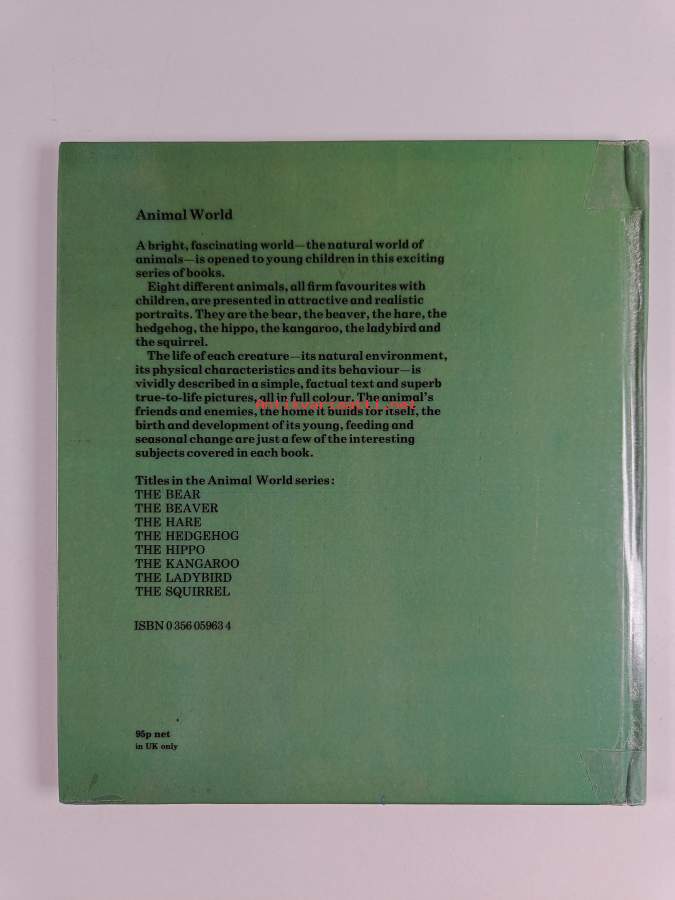 Animal World
A bright, fascinating world—the natural world of
animals—is opened to young children in this exciting
series of books.
Eight different animals, all firm favourites with
children, are presented in attractive and realistic
portraits. They are the bear, the beaver, the hare, the
hedgehog, the hippo, the kangaroo, the ladybird and
the squirrel.
The life of each creature—its natural environment,
its physical characteristics and its behaviour—is
vividly described in a simple, factual text and superb
true-to-life pictures, all in full colour. The animal's
Antikvariaatti.net
friends and enemies, the home it builds for itself, the
birth and development of its young, feeding and
seasonal change are just a few of the interesting
subjects covered in each book.
Titles in the Animal World series:
THE BEAR
THE BEAVER
THE HARE
THE HEDGEHOG
THE HIPPO
THE KANGAROO
THE LADYBIRD
THE SQUIRREL
ISBN 0 356 05963 4
95p net
in UK only